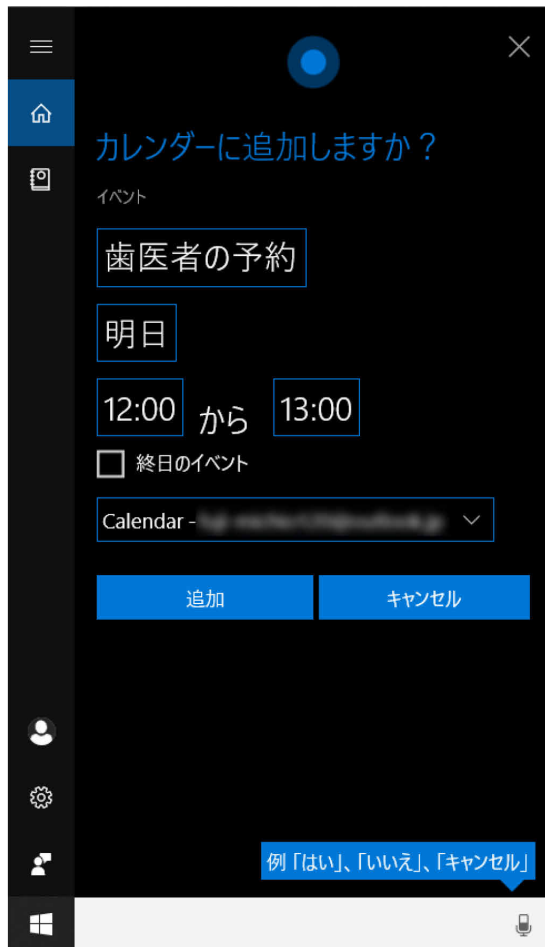 カレンダーに追加しますか？
イベント
歯医者の予約
明日
12:00 から 13:00
終日のイベント
Calendar -
追加 キャンセル
例「はい」、「いいえ」、「キャンセル」